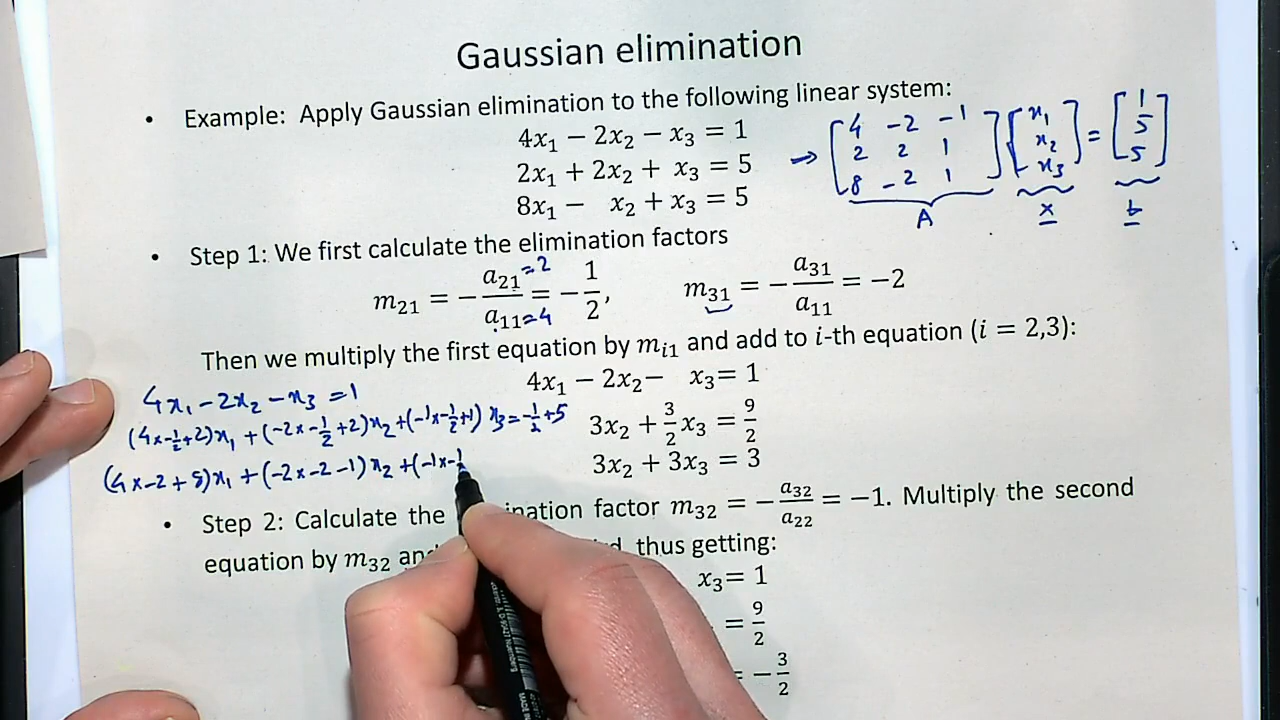 Gaussian elimination
• Example: Apply Gaussian elimination to the following linear system:
4x₁ − 2x₂ − x₃ = 1
2x₁ + 2x₂ + x₃ = 5
8x₁ − x₂ + x₃ = 5
→ [4 -2 -1; 2 2 1; 8 -2 1] [x₁; x₂; x₃] = [1; 5; 5]
A x b
• Step 1: We first calculate the elimination factors
m₂₁ = − a₂₁/a₁₁ = − 1/2, m₃₁ = − a₃₁/a₁₁ = −2
=2
=4
Then we multiply the first equation by mᵢ₁ and add to i-th equation (i = 2,3):
4x₁ − 2x₂ − x₃ = 1
3x₂ + 3/2 x₃ = 9/2
3x₂ + 3x₃ = 3
4x₁ - 2x₂ - x₃ = 1
(4x-1/2+2)x₁ + (-2x-1/2+2)x₂ + (-1x-1/2+1)x₃ = -1/2+5
(4x-2+8)x₁ + (-2x-2-1)x₂ + (-1x-1
• Step 2: Calculate the ination factor m₃₂ = − a₃₂/a₂₂ = −1. Multiply the second
equation by m₃₂ an d, thus getting:
x₃ = 1
= 9/2
= − 3/2